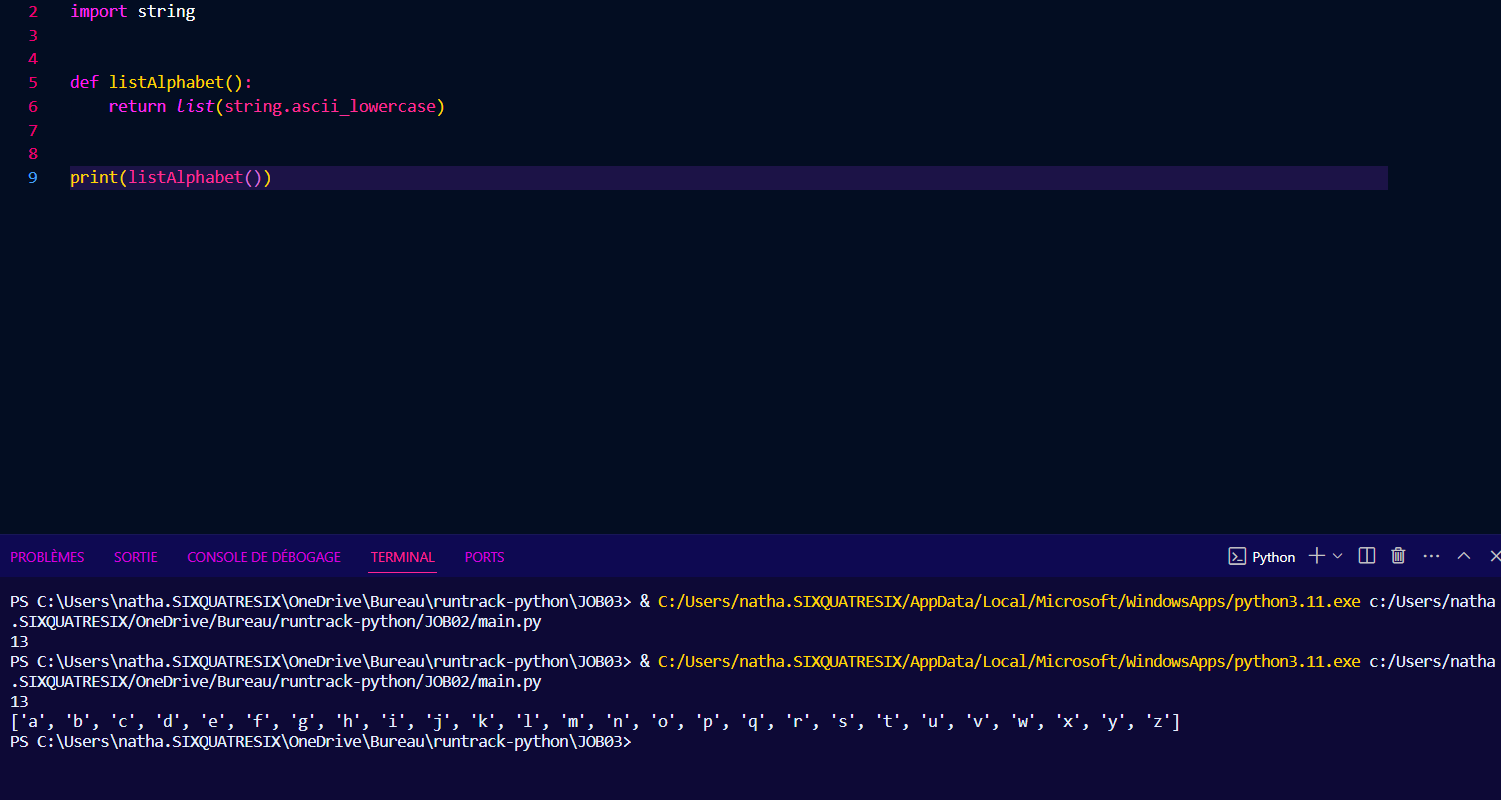 2 import string
3
4
5 def listAlphabet():
6     return list(string.ascii_lowercase)
7
8
9 print(listAlphabet())
PROBLÈMES SORTIE CONSOLE DE DÉBOGAGE TERMINAL PORTS Python
PS C:\Users\natha.SIXQUATRESIX\OneDrive\Bureau\runtrack-python\JOB03> & C:/Users/natha.SIXQUATRESIX/AppData/Local/Microsoft/WindowsApps/python3.11.exe c:/Users/natha
.SIXQUATRESIX/OneDrive/Bureau/runtrack-python/JOB02/main.py
13
PS C:\Users\natha.SIXQUATRESIX\OneDrive\Bureau\runtrack-python\JOB03> & C:/Users/natha.SIXQUATRESIX/AppData/Local/Microsoft/WindowsApps/python3.11.exe c:/Users/natha
.SIXQUATRESIX/OneDrive/Bureau/runtrack-python/JOB02/main.py
13
['a', 'b', 'c', 'd', 'e', 'f', 'g', 'h', 'i', 'j', 'k', 'l', 'm', 'n', 'o', 'p', 'q', 'r', 's', 't', 'u', 'v', 'w', 'x', 'y', 'z']
PS C:\Users\natha.SIXQUATRESIX\OneDrive\Bureau\runtrack-python\JOB03>